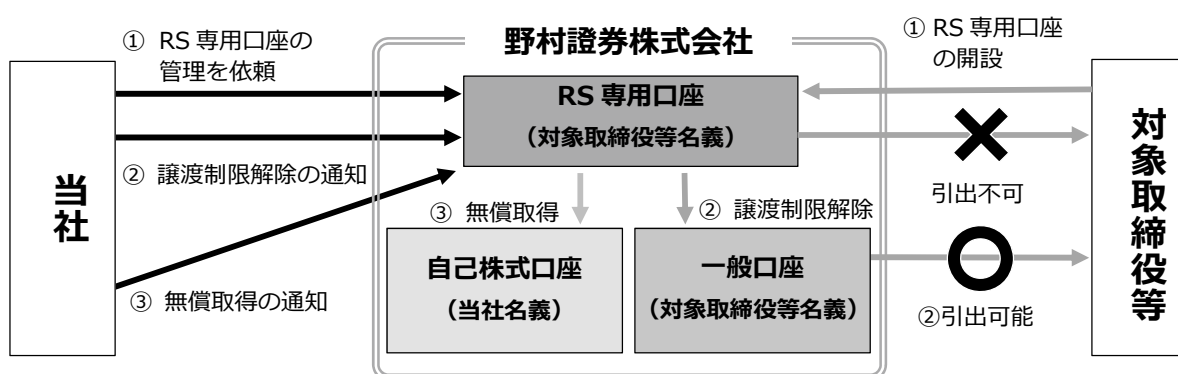 ① RS 専用口座の
管理を依頼
野村證券株式会社
① RS 専用口座
の開設
当社
RS 専用口座
（対象取締役等名義）
対象取締役等
② 譲渡制限解除の通知
引出不可
③ 無償取得
② 譲渡制限解除
自己株式口座
（当社名義）
一般口座
（対象取締役等名義）
③ 無償取得の通知
②引出可能